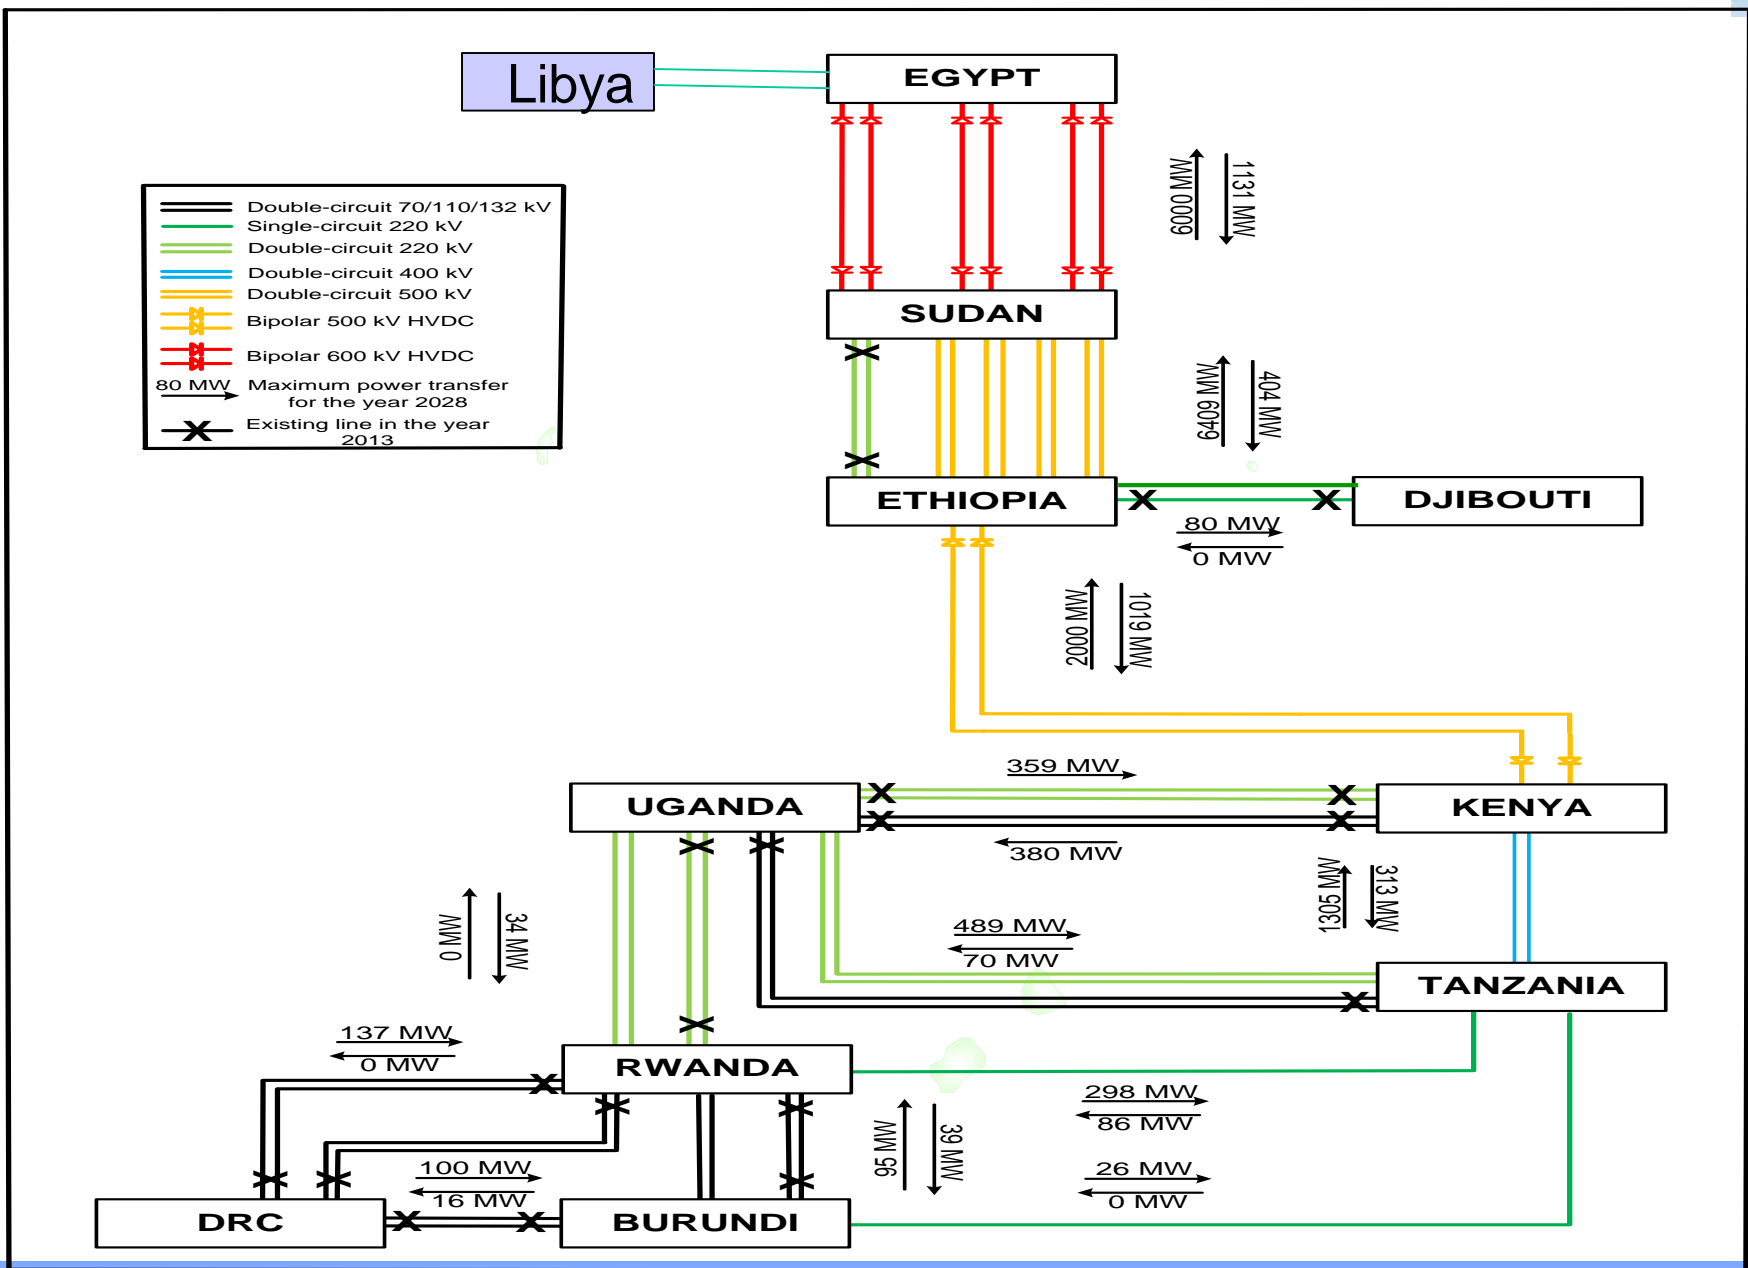 Libya
EGYPT
6000 MW
1131 MW
Double-circuit 70/110/132 kV
Single-circuit 220 kV
Double-circuit 220 kV
Double-circuit 400 kV
Double-circuit 500 kV
Bipolar 500 kV HVDC
Bipolar 600 kV HVDC
80 MW Maximum power transfer
for the year 2028
Existing line in the year
2013
SUDAN
6049 MW
404 MW
ETHIOPIA
DJIBOUTI
80 MW
0 MW
2000 MW
1019 MW
359 MW
UGANDA
KENYA
380 MW
1305 MW
313 MW
0 MW
34 MW
489 MW
70 MW
TANZANIA
137 MW
0 MW
RWANDA
298 MW
86 MW
95 MW
39 MW
100 MW
16 MW
26 MW
0 MW
DRC
BURUNDI